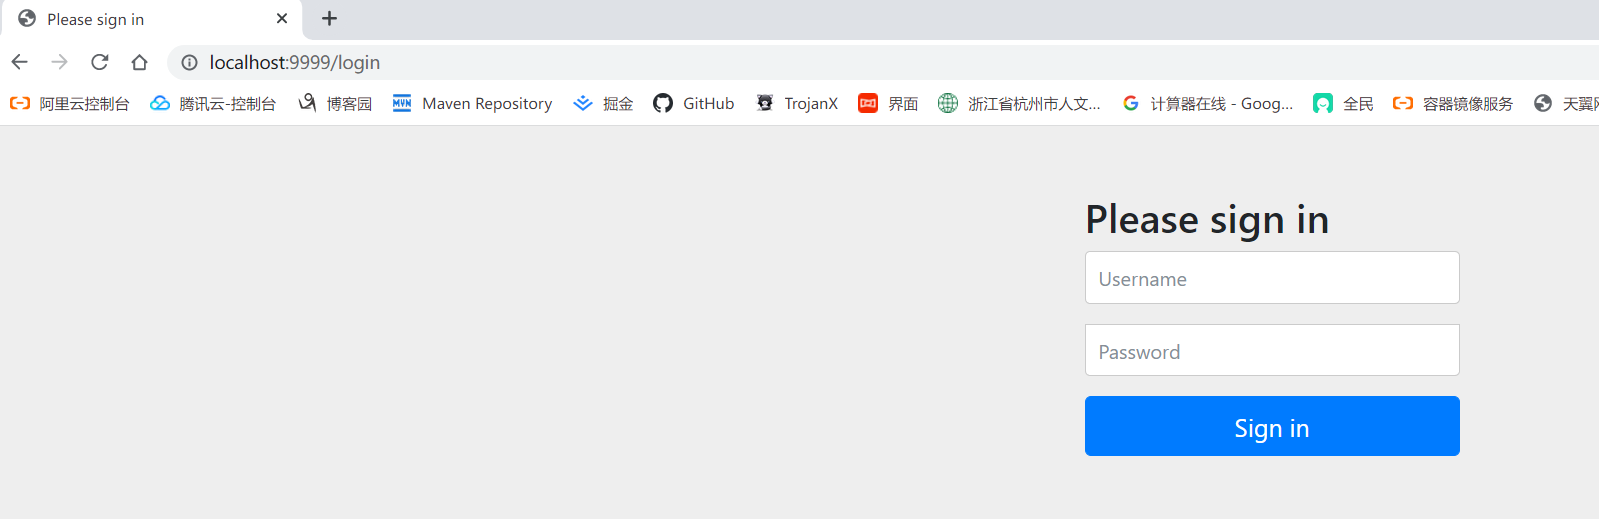 Please sign in
localhost:9999/login
阿里云控制台 腾讯云-控制台 博客园 MVN Maven Repository 掘金 GitHub TrojanX 界面 浙江省杭州市人文... 计算器在线 - Goog... 全民 容器镜像服务 天翼
Please sign in
Username
Password
Sign in